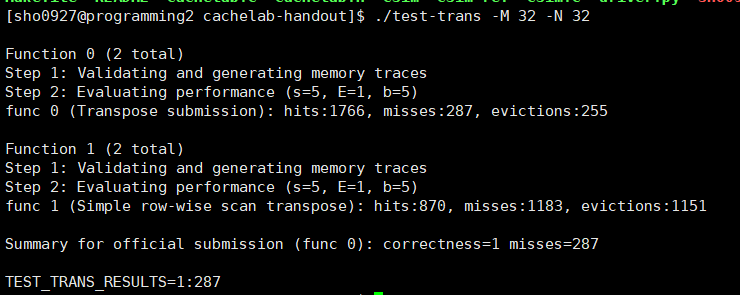 [sho0927@programming2 cachelab-handout]$ ./test-trans -M 32 -N 32
Function 0 (2 total)
Step 1: Validating and generating memory traces
Step 2: Evaluating performance (s=5, E=1, b=5)
func 0 (Transpose submission): hits:1766, misses:287, evictions:255
Function 1 (2 total)
Step 1: Validating and generating memory traces
Step 2: Evaluating performance (s=5, E=1, b=5)
func 1 (Simple row-wise scan transpose): hits:870, misses:1183, evictions:1151
Summary for official submission (func 0): correctness=1 misses=287
TEST_TRANS_RESULTS=1:287